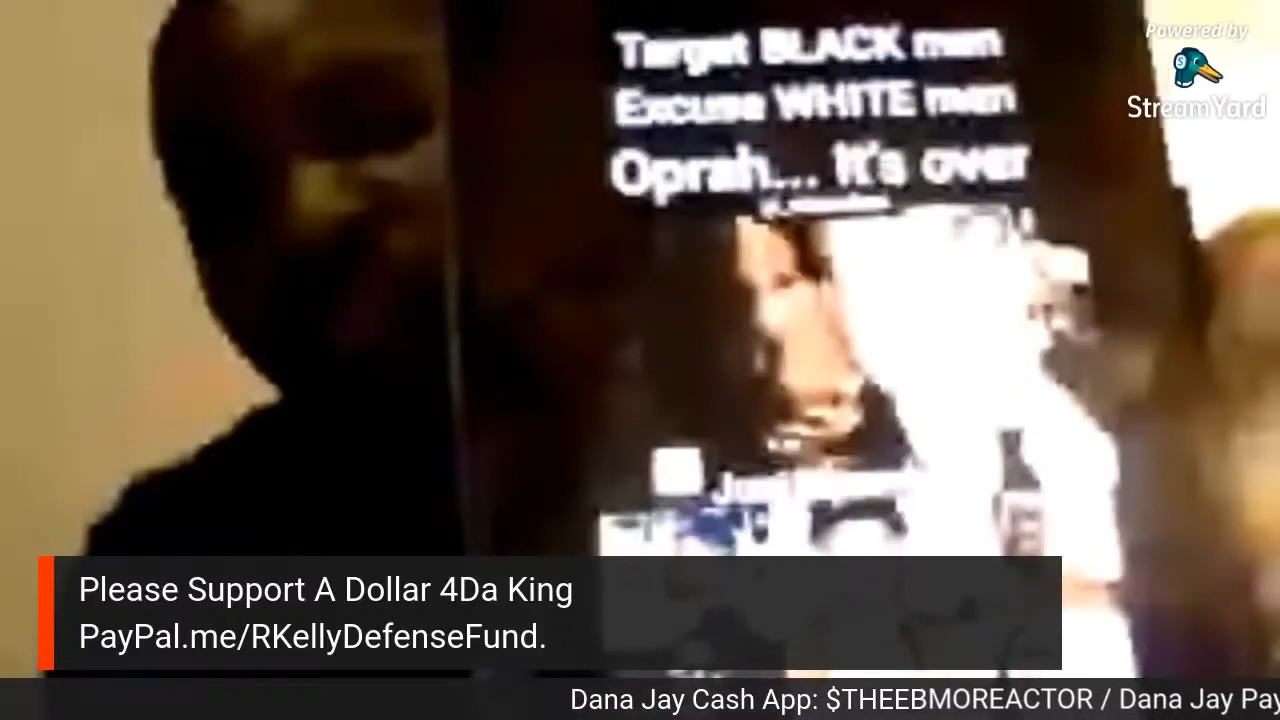 Powered by
StreamYard
Target BLACK men
Excuse WHITE men
Oprah... It's over
Please Support A Dollar 4Da King
PayPal.me/RKellyDefenseFund.
Dana Jay Cash App: $THEEBMOREACTOR / Dana Jay Pay